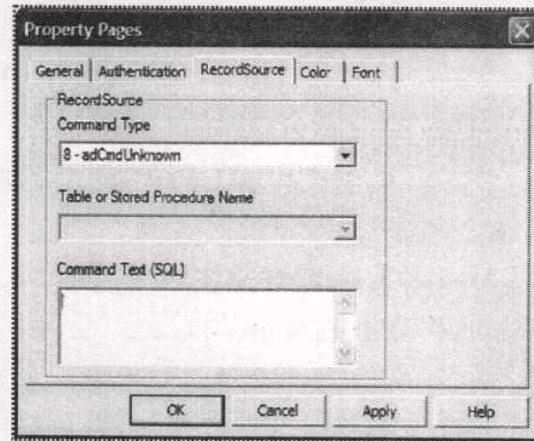 Property Pages
General Authentication RecordSource Color Font
RecordSource
Command Type
8 - adCmdUnknown
Table or Stored Procedure Name
Command Text (SQL)
OK Cancel Apply Help